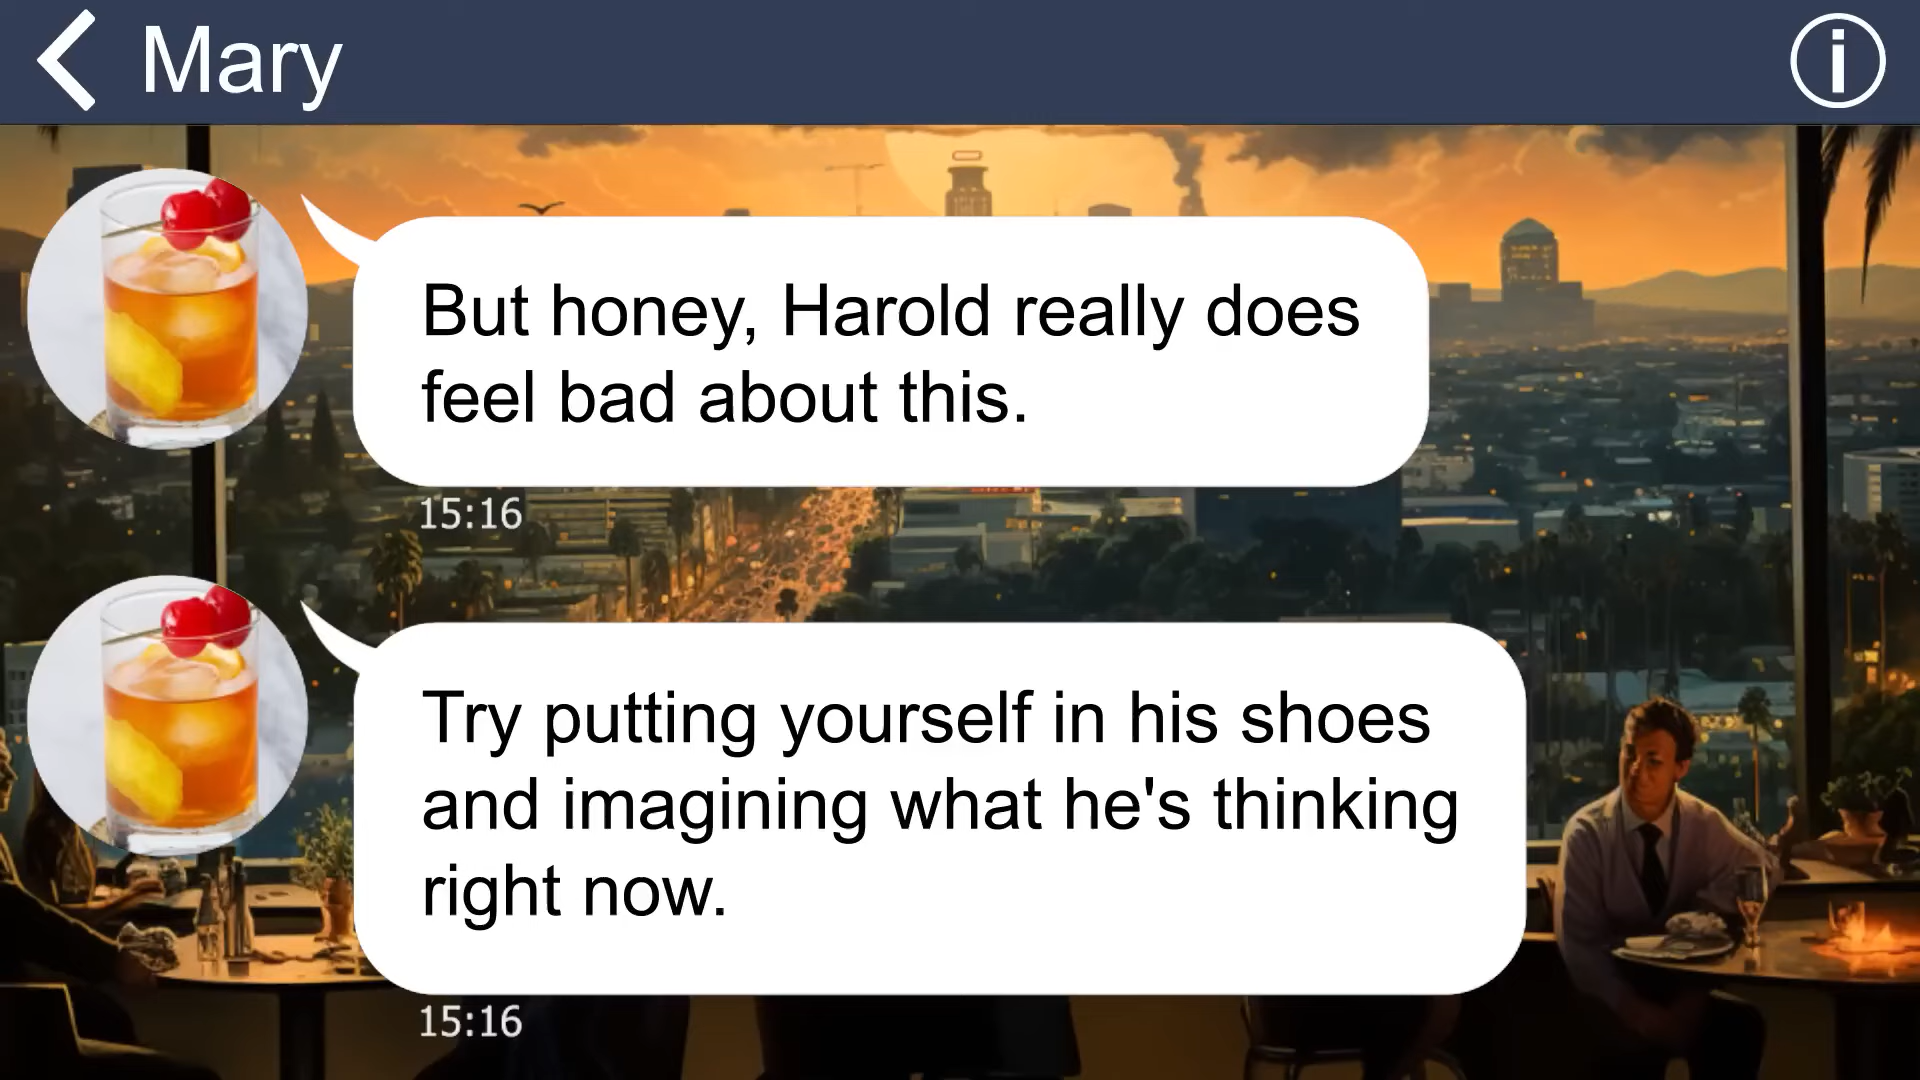 Mary
But honey, Harold really does
feel bad about this.
15:16
Try putting yourself in his shoes
and imagining what he's thinking
right now.
15:16